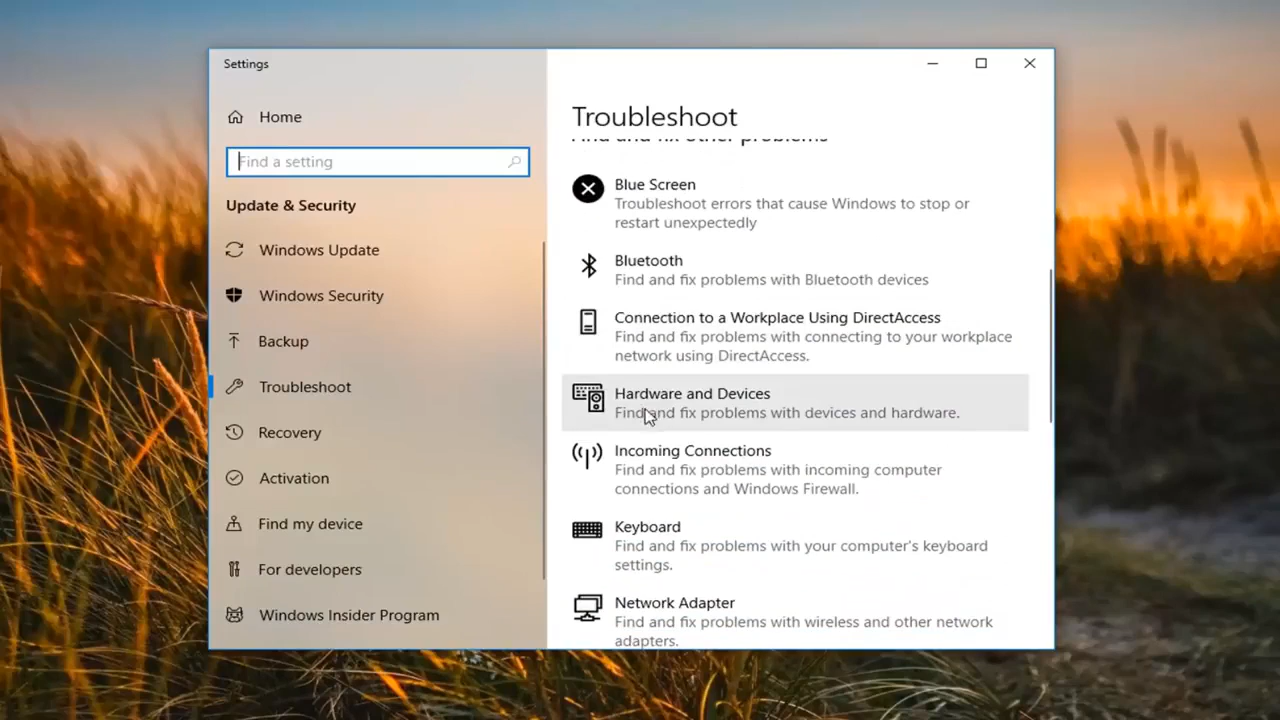 Settings
Home
Find a setting
Update & Security
Windows Update
Windows Security
Backup
Troubleshoot
Recovery
Activation
Find my device
For developers
Windows Insider Program
Troubleshoot
Find and fix other problems
Blue Screen
Troubleshoot errors that cause Windows to stop or
restart unexpectedly
Bluetooth
Find and fix problems with Bluetooth devices
Connection to a Workplace Using DirectAccess
Find and fix problems with connecting to your workplace
network using DirectAccess.
Hardware and Devices
Find and fix problems with devices and hardware.
Incoming Connections
Find and fix problems with incoming computer
connections and Windows Firewall.
Keyboard
Find and fix problems with your computer's keyboard
settings.
Network Adapter
Find and fix problems with wireless and other network
adapters.